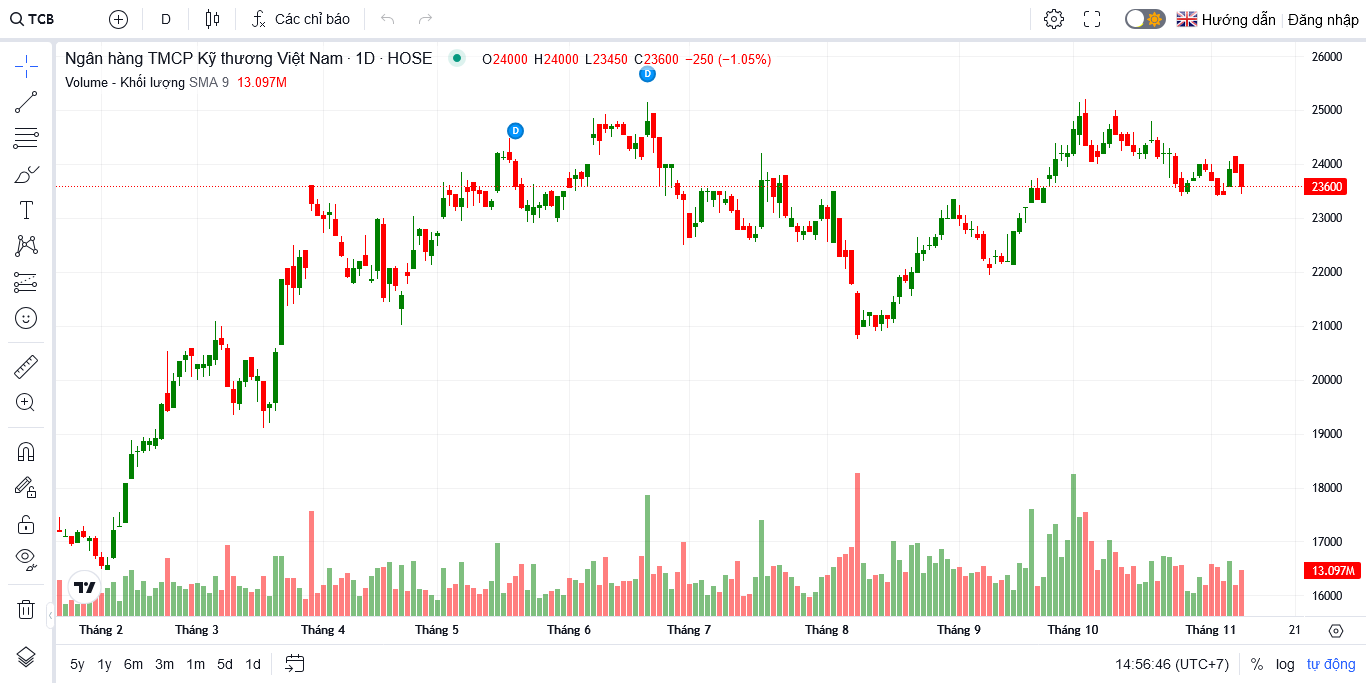 TCB D Các chỉ báo Hướng dẫn Đăng nhập
Ngân hàng TMCP Kỹ thương Việt Nam · 1D · HOSE O24000 H24000 L23450 C23600 −250 (−1.05%)
Volume - Khối lượng SMA 9 13.097M
D
D
26000
25000
24000
23600
23000
22000
21000
20000
19000
18000
17000
13.097M
16000
Tháng 2 Tháng 3 Tháng 4 Tháng 5 Tháng 6 Tháng 7 Tháng 8 Tháng 9 Tháng 10 Tháng 11 21
5y 1y 6m 3m 1m 5d 1d 14:56:46 (UTC+7) % log tự động